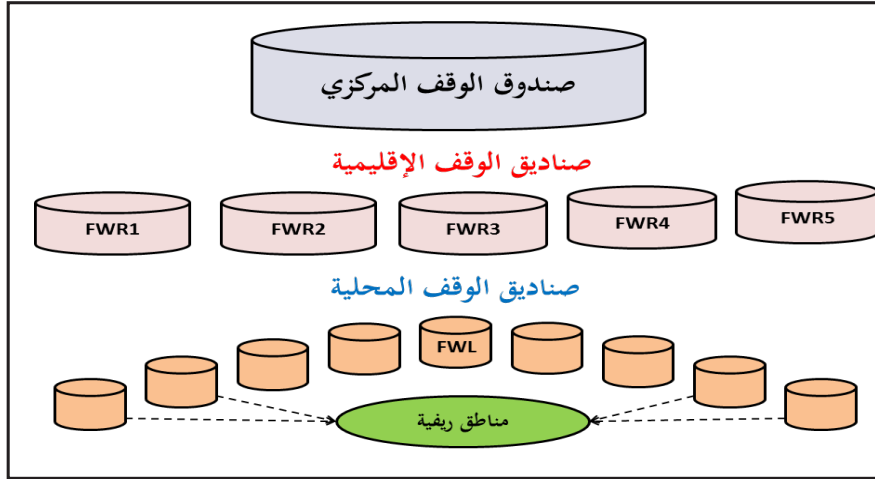 صندوق الوقف المركزي
صناديق الوقف الإقليمية
FWR1 FWR2 FWR3 FWR4 FWR5
صناديق الوقف المحلية
FWL
مناطق ريفية